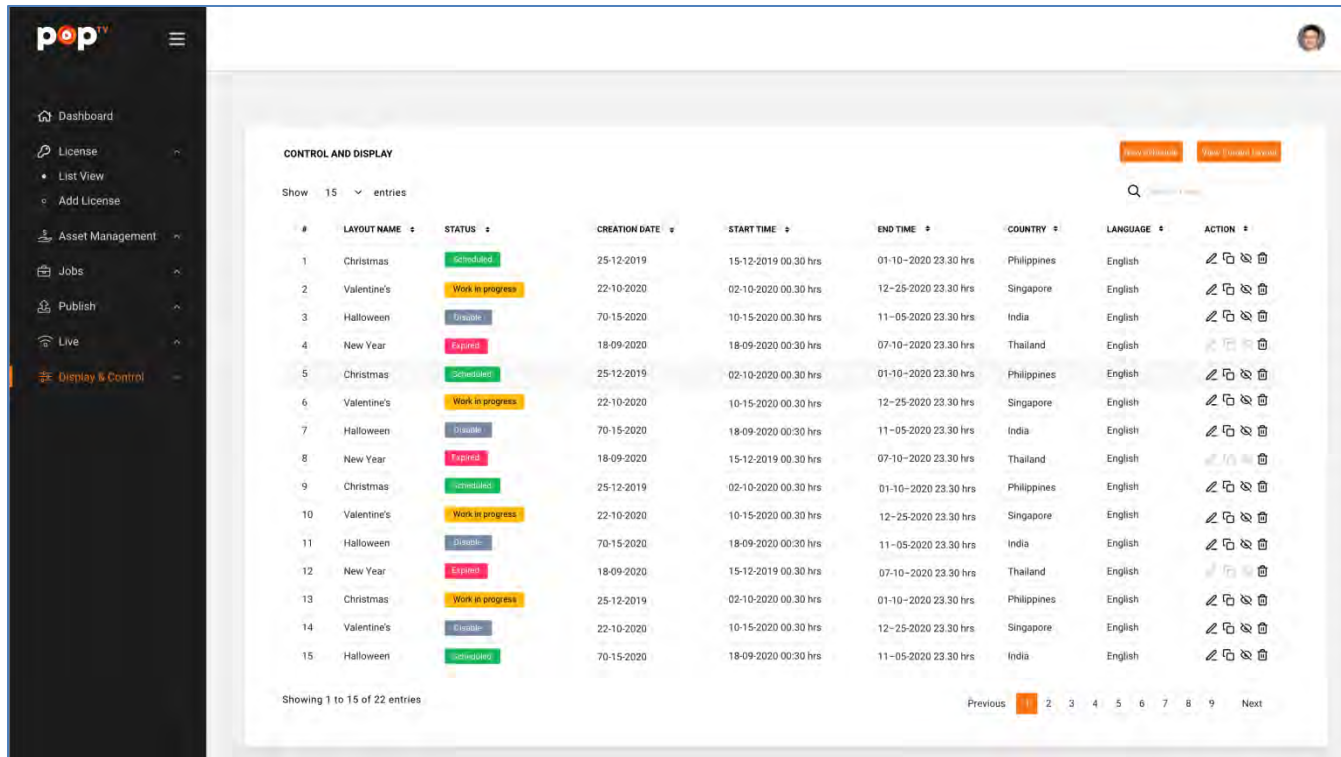 pop TV
Dashboard
License
List View
Add License
Asset Management
Jobs
Publish
Live
Display & Control
CONTROL AND DISPLAY
Show 15 entries
# LAYOUT NAME STATUS CREATION DATE START TIME END TIME COUNTRY LANGUAGE ACTION
1 Christmas Scheduled 25-12-2019 15-12-2019 00.30 hrs 01-10-2020 23.30 hrs Philippines English
2 Valentine's Work in progress 22-10-2020 02-10-2020 00.30 hrs 12-25-2020 23.30 hrs Singapore English
3 Halloween Disable 70-15-2020 10-15-2020 00.30 hrs 11-05-2020 23.30 hrs India English
4 New Year Expired 18-09-2020 18-09-2020 00.30 hrs 07-10-2020 23.30 hrs Thailand English
5 Christmas Scheduled 25-12-2019 02-10-2020 00.30 hrs 01-10-2020 23.30 hrs Philippines English
6 Valentine's Work in progress 22-10-2020 10-15-2020 00.30 hrs 12-25-2020 23.30 hrs Singapore English
7 Halloween Disable 70-15-2020 18-09-2020 00:30 hrs 11-05-2020 23.30 hrs India English
8 New Year Expired 18-09-2020 15-12-2019 00.30 hrs 07-10-2020 23.30 hrs Thailand English
9 Christmas Scheduled 25-12-2019 02-10-2020 00.30 hrs 01-10-2020 23.30 hrs Philippines English
10 Valentine's Work in progress 22-10-2020 10-15-2020 00.30 hrs 12-25-2020 23.30 hrs Singapore English
11 Halloween Disable 70-15-2020 18-09-2020 00:30 hrs 11-05-2020 23.30 hrs India English
12 New Year Expired 18-09-2020 15-12-2019 00.30 hrs 07-10-2020 23.30 hrs Thailand English
13 Christmas Work in progress 25-12-2019 02-10-2020 00.30 hrs 01-10-2020 23.30 hrs Philippines English
14 Valentine's Disable 22-10-2020 10-15-2020 00.30 hrs 12-25-2020 23.30 hrs Singapore English
15 Halloween Scheduled 70-15-2020 18-09-2020 00:30 hrs 11-05-2020 23.30 hrs India English
Showing 1 to 15 of 22 entries
Previous 2 3 4 5 6 7 8 9 Next